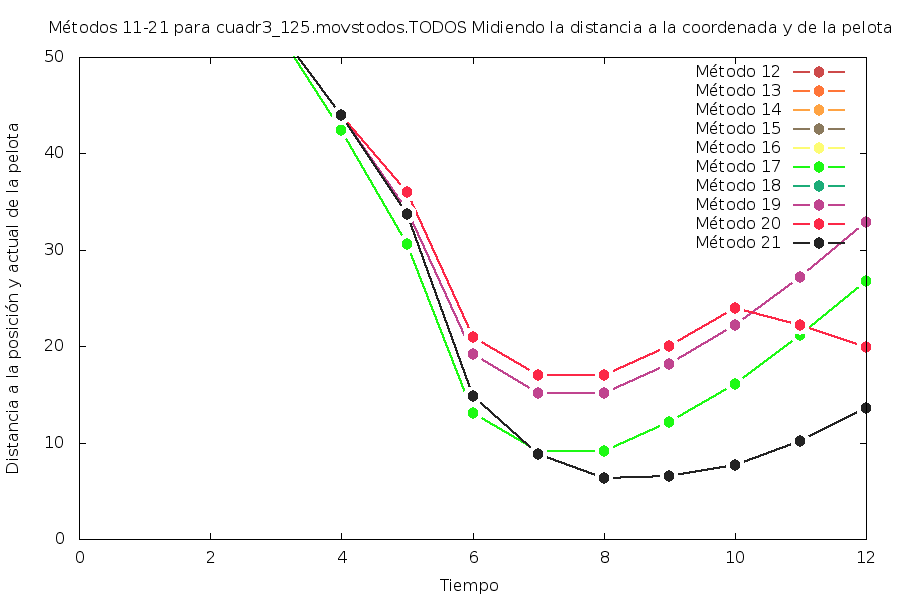 Métodos 11-21 para cuadr3_125.movstodos.TODOS Midiendo la distancia a la coordenada y de la pelota
50
40
30
20
10
0
Distancia a la posición y actual de la pelota
Método 12
Método 13
Método 14
Método 15
Método 16
Método 17
Método 18
Método 19
Método 20
Método 21
0 2 4 6 8 10 12
Tiempo